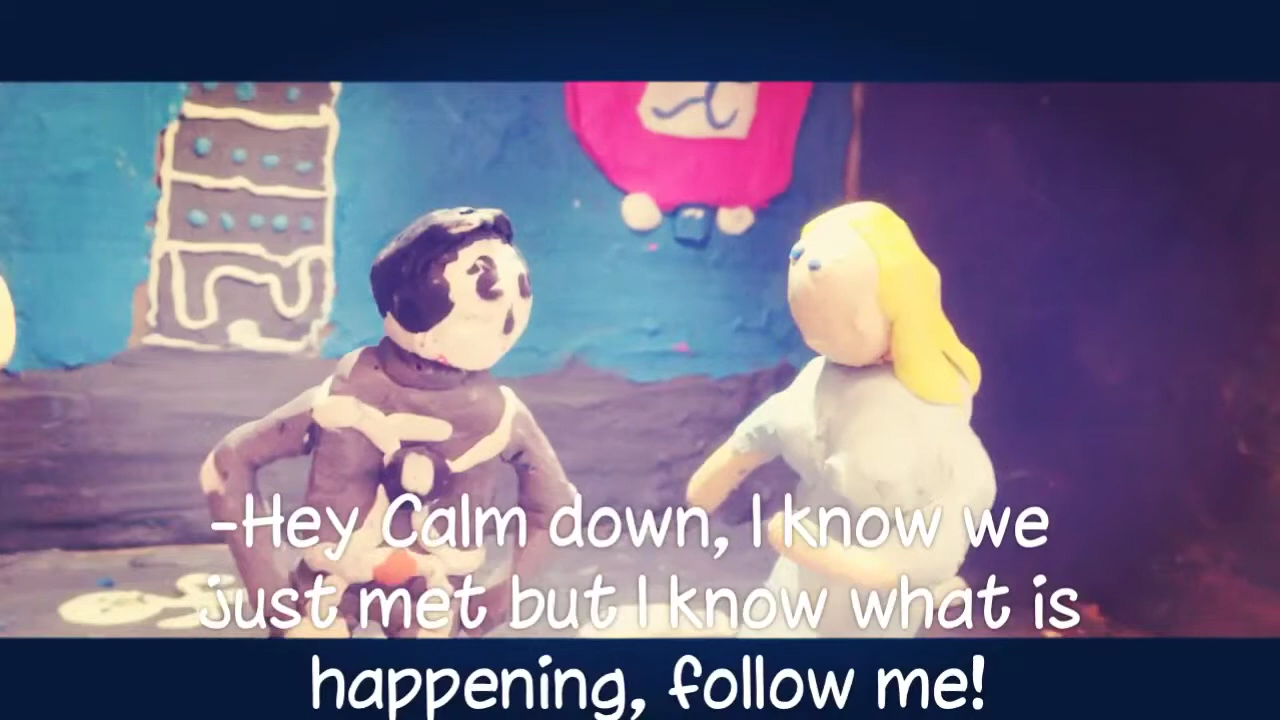 -Hey Calm down, I know we
just met but I know what is
happening, follow me!